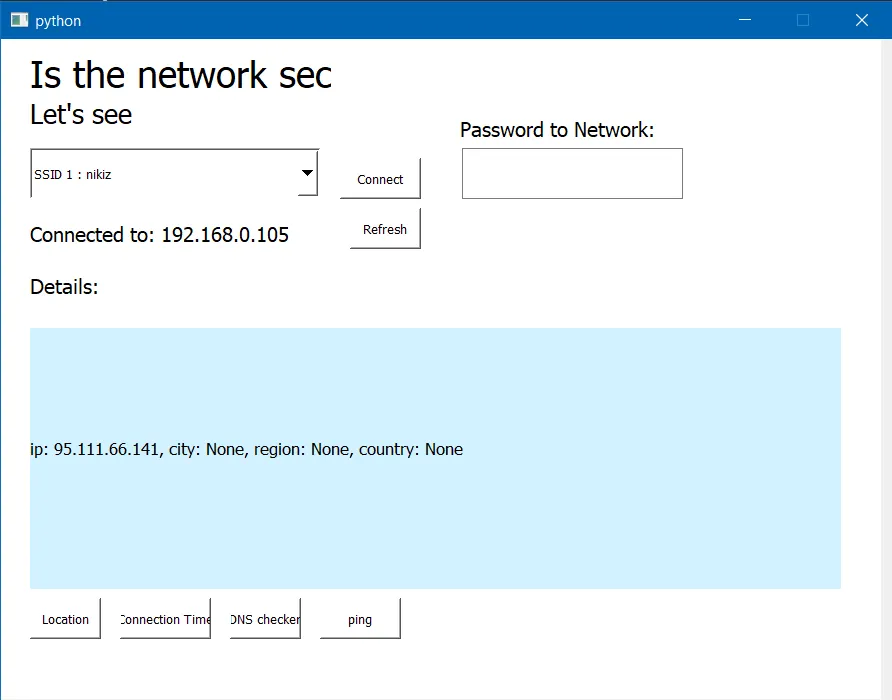 python
Is the network sec
Let's see
Password to Network:
SSID 1 : nikiz
Connect
Connected to: 192.168.0.105
Refresh
Details:
ip: 95.111.66.141, city: None, region: None, country: None
Location
Connection Time
DNS checker
ping